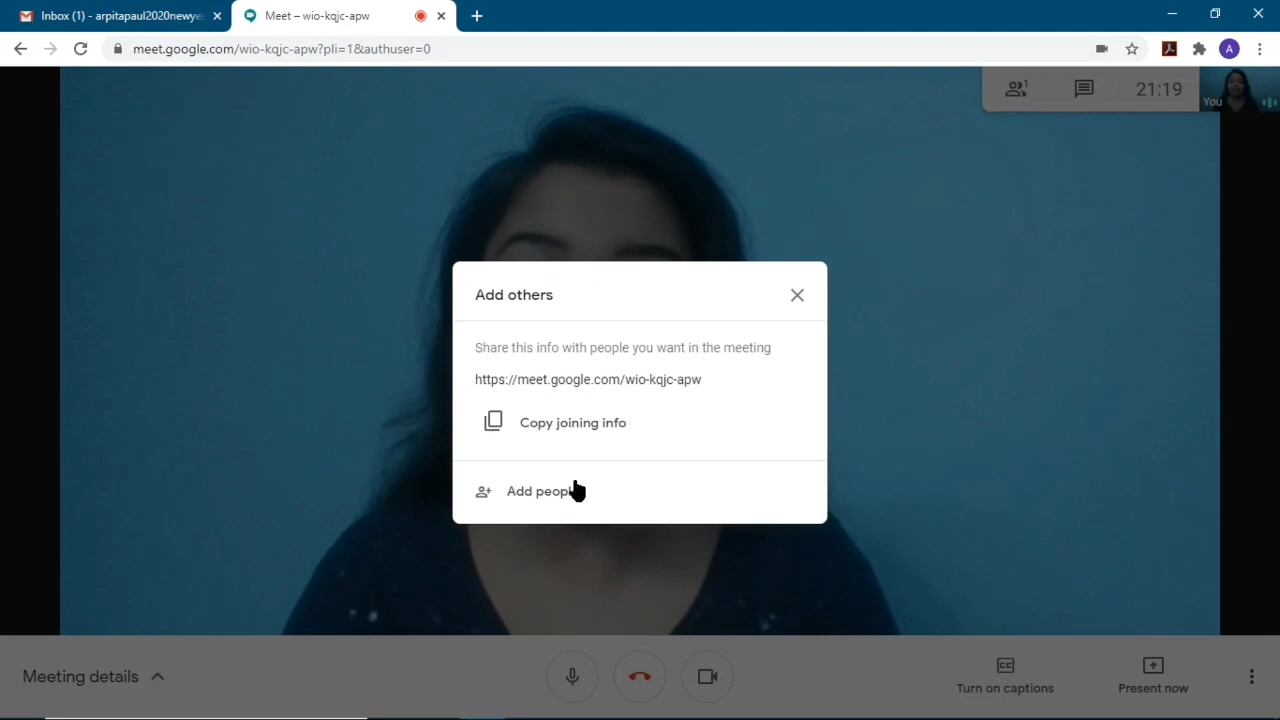 Inbox (1) - arpitapaul2020newye
Meet – wio-kqjc-apw
meet.google.com/wio-kqjc-apw?pli=1&authuser=0
A
1
21:19
You
Add others
Share this info with people you want in the meeting
https://meet.google.com/wio-kqjc-apw
Copy joining info
Add people
Meeting details
Turn on captions
Present now